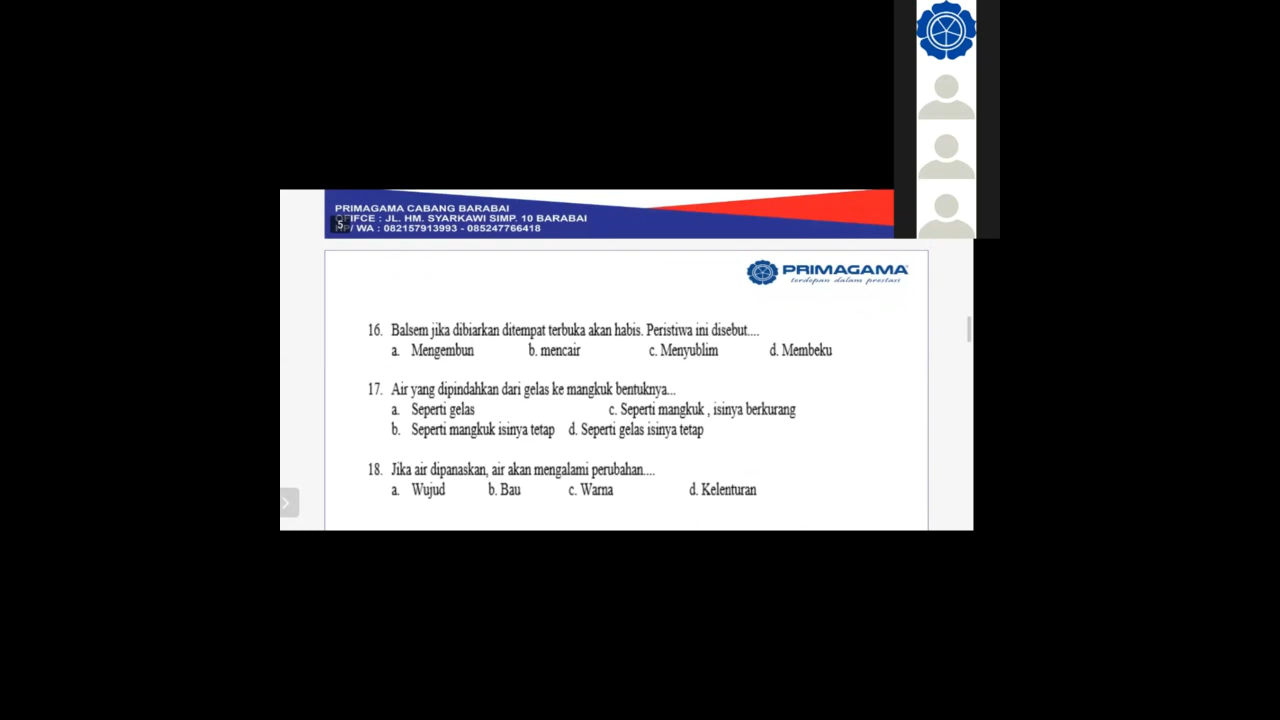 PRIMAGAMA CABANG BARABAI
IFCE : JL. HM. SYARKAWI SIMP. 10 BARABAI
5
/ WA : 082157913993 - 085247766418
PRIMAGAMA
terdepan dalam prestasi
16. Balsem jika dibiarkan ditempat terbuka akan habis. Peristiwa ini disebut....
a. Mengembun b. mencair c. Menyublim d. Membeku
17. Air yang dipindahkan dari gelas ke mangkuk bentuknya...
a. Seperti gelas c. Seperti mangkuk , isinya berkurang
b. Seperti mangkuk isinya tetap d. Seperti gelas isinya tetap
18. Jika air dipanaskan, air akan mengalami perubahan....
a. Wujud b. Bau c. Warna d. Kelenturan